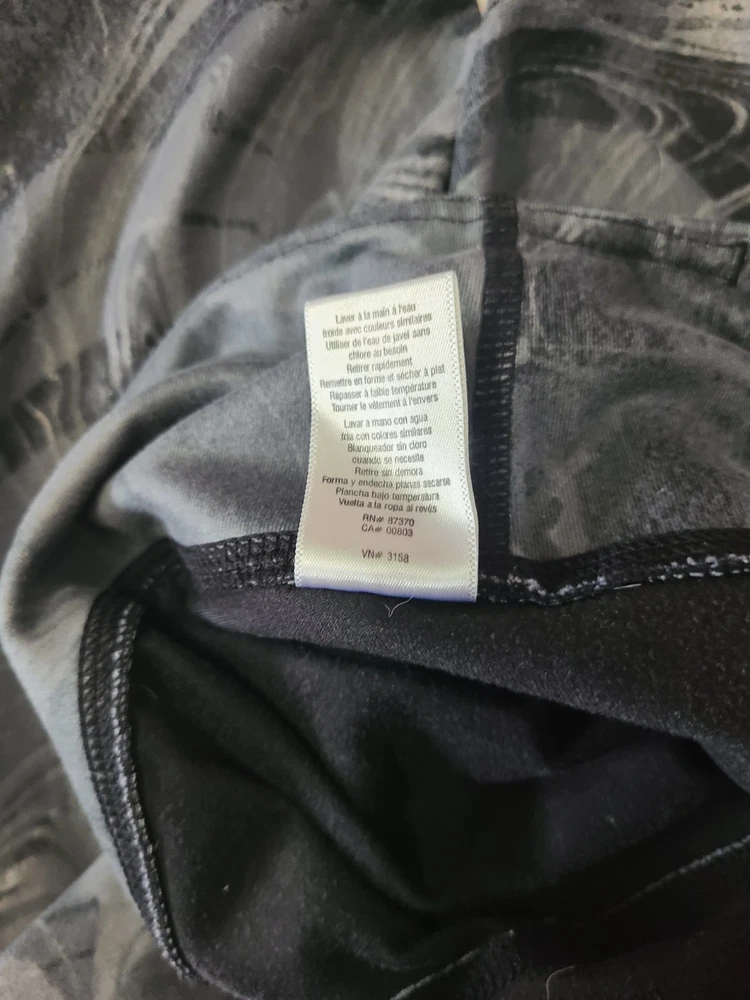 Laver à la main à l'eau
froide avec couleurs similaires
Utiliser de l'eau de javel sans
chlore au besoin
Retirer rapidement
Remettre en forme et sécher à plat
Repasser à faible température
Tourner le vêtement à l'envers
Lavar a mano con agua
fria con colores similares
Blanqueador sin cloro
cuando se necesite
Retire sin demora
Forma y endecha planas secarse
Plancha bajo temperatura
Vuelta a la ropa al revés
RN# 87370
CA# 00803
VN# 3158